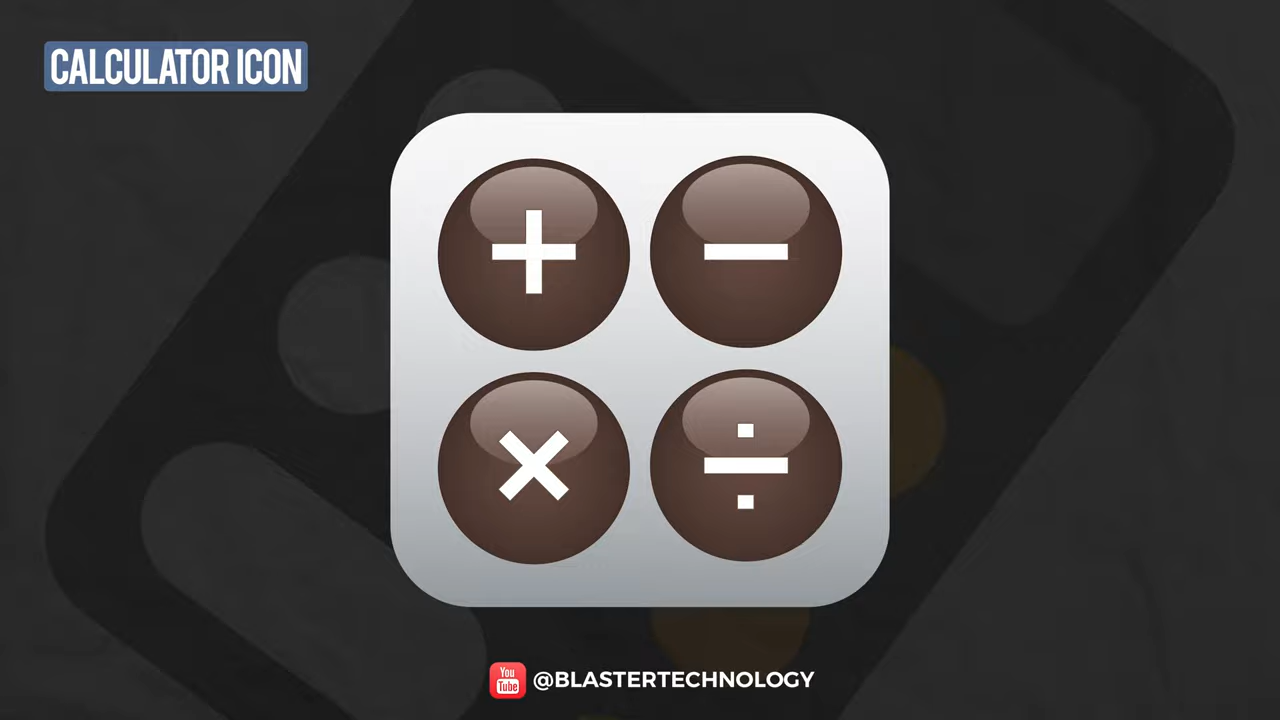 CALCULATOR ICON
+ −
× ÷
You
Tube
@BLASTERTECHNOLOGY